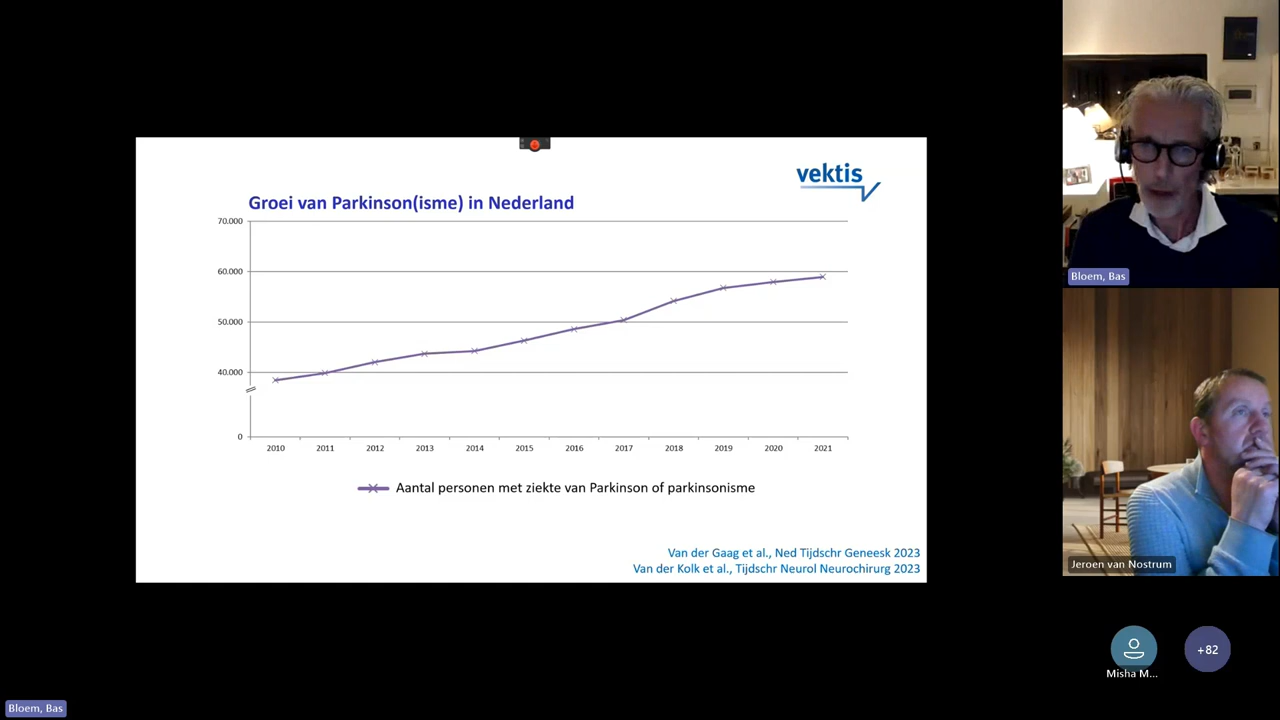 vektis
Groei van Parkinson(isme) in Nederland
70.000
60.000
50.000
40.000
0
2010 2011 2012 2013 2014 2015 2016 2017 2018 2019 2020 2021
Aantal personen met ziekte van Parkinson of parkinsonisme
Van der Gaag et al., Ned Tijdschr Geneesk 2023
Van der Kolk et al., Tijdschr Neurol Neurochirurg 2023
Bloem, Bas
Jeroen van Nostrum
Misha M...
+82
Bloem, Bas